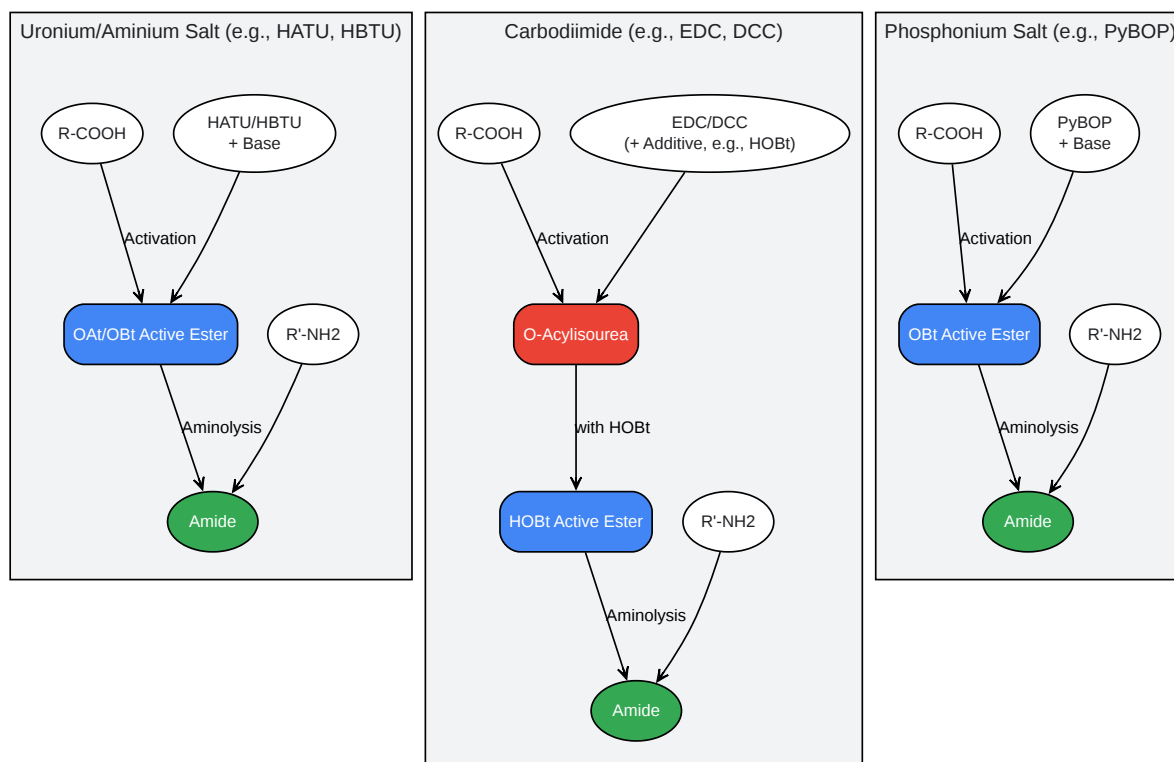 Uronium/Aminium Salt (e.g., HATU, HBTU)
R-COOH
HATU/HBTU
+ Base
Activation
OAt/OBt Active Ester
R'-NH2
Aminolysis
Amide
Carbodiimide (e.g., EDC, DCC)
R-COOH
EDC/DCC
(+ Additive, e.g., HOBt)
Activation
O-Acylisourea
with HOBt
HOBt Active Ester
R'-NH2
Aminolysis
Amide
Phosphonium Salt (e.g., PyBOP)
R-COOH
PyBOP
+ Base
Activation
OBt Active Ester
R'-NH2
Aminolysis
Amide